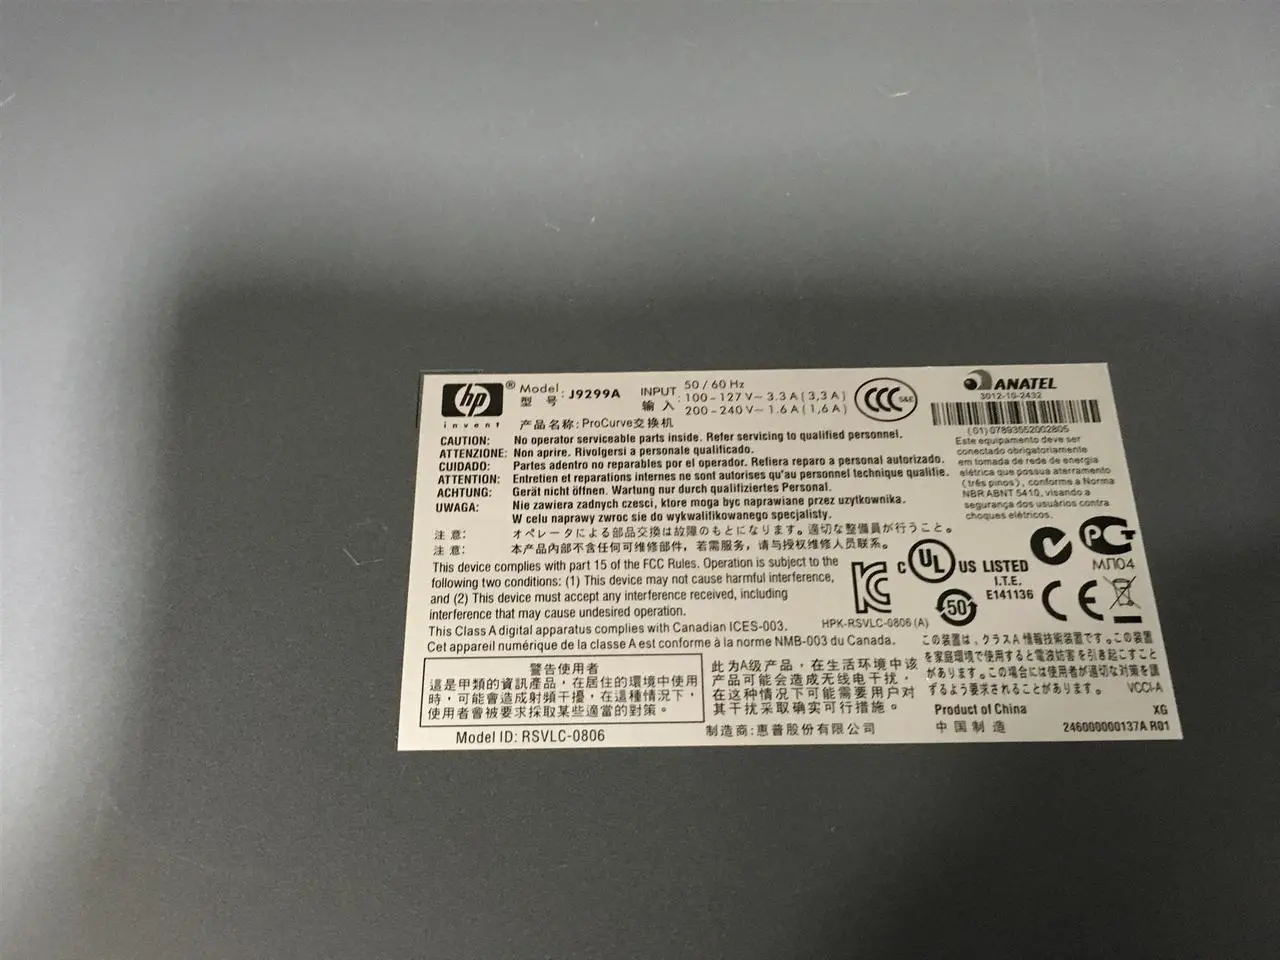 hp
®
invent
Model : J9299A
型 号
INPUT : 50 / 60 Hz
输 入 100-127V~ 3.3 A ( 3,3A )
200-240V~ 1.6 A ( 1,6A )
CCC S&E
ANATEL
3012-10-2432
(01)07893552002805
Este equipamento deve ser
conectado obrigatoriamente
em tomada de rede de energia
elétrica que possua aterramento
(três pinos), conforme a Norma
NBR ABNT 5410, visando a
segurança dos usuários contra
choques elétricos.
产品名称: ProCurve交换机
CAUTION: No operator serviceable parts inside. Refer servicing to qualified personnel.
ATTENZIONE: Non aprire. Rivolgersi a personale qualificado.
CUIDADO: Partes adentro no reparables por el operador. Refiera reparo a personal autorizado.
ATTENTION: Entretien et reparations internes ne sont autorises qu'au personnel technique qualifie.
ACHTUNG: Gerät nicht öffnen. Wartung nur durch qualifiziertes Personal.
UWAGA: Nie zawiera zadnych czesci, ktore moga byc naprawiane przez uzytkownika.
W celu naprawy zwroc sie do wykwalifikowanego specjalisty.
注意: オペレータによる部品交換は故障のもとになります。適切な整備員が行うこと。
注意: 本产品内部不含任何可维修部件，若需服务，请与授权维修人员联系。
This device complies with part 15 of the FCC Rules. Operation is subject to the
following two conditions: (1) This device may not cause harmful interference,
and (2) This device must accept any interference received, including
interference that may cause undesired operation.
This Class A digital apparatus complies with Canadian ICES-003.
Cet appareil numérique de la classe A est conforme à la norme NMB-003 du Canada.
HPK-RSVLC-0806 (A)
C UL US LISTED
I.T.E.
E141136
50
МЛ04
CE
警告使用者
這是甲類的資訊產品，在居住的環境中使用
時，可能會造成射頻干擾，在這種情況下，
使用者會被要求採取某些適當的對策。
此为A级产品，在生活环境中该
产品可能会造成无线电干扰，
在这种情况下可能需要用户对
其干扰采取确实可行措施。
この装置は、クラスA 情報技術装置です。この装置
を家庭環境で使用すると電波妨害を引き起こすこと
があります。この場合には使用者が適切な対策を講
ずるよう要求されることがあります。 VCCI-A
Model ID: RSVLC-0806
制造商: 惠普股份有限公司
Product of China XG
中国制造 246000000137A R01